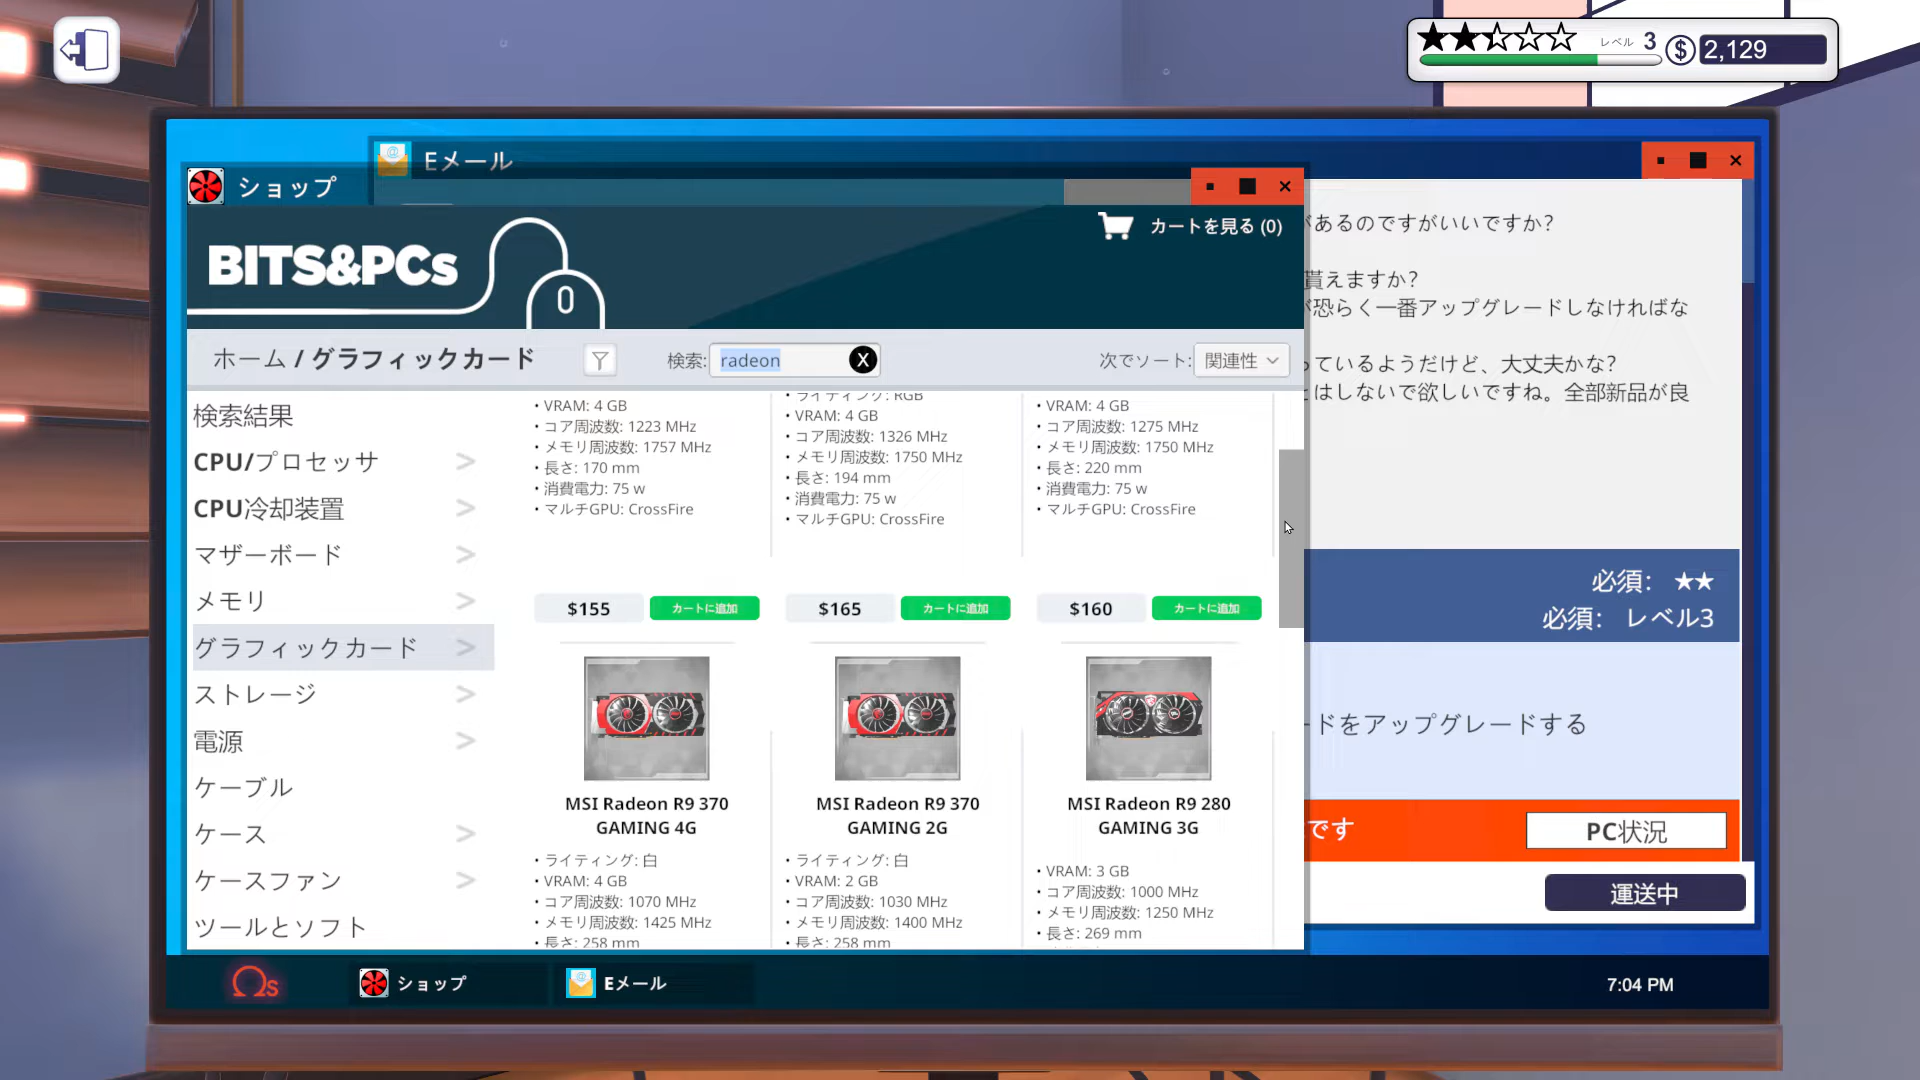 レベル 3
2,129
Eメール
ショップ
カートを見る (0)
BITS&PCs
があるのですがいいですか?
貰えますか?
が恐らく一番アップグレードしなければな
っているようだけど、大丈夫かな?
とはしないで欲しいですね。全部新品が良
ホーム / グラフィックカード
検索:
radeon
X
次でソート:
関連性
検索結果
CPU/プロセッサ
CPU冷却装置
マザーボード
メモリ
グラフィックカード
ストレージ
電源
ケーブル
ケース
ケースファン
ツールとソフト
• VRAM: 4 GB
• コア周波数: 1223 MHz
• メモリ周波数: 1757 MHz
• 長さ: 170 mm
• 消費電力: 75 w
• マルチGPU: CrossFire
$155
カートに追加
• ライティング: RGB
• VRAM: 4 GB
• コア周波数: 1326 MHz
• メモリ周波数: 1750 MHz
• 長さ: 194 mm
• 消費電力: 75 w
• マルチGPU: CrossFire
$165
カートに追加
• VRAM: 4 GB
• コア周波数: 1275 MHz
• メモリ周波数: 1750 MHz
• 長さ: 220 mm
• 消費電力: 75 w
• マルチGPU: CrossFire
$160
カートに追加
MSI Radeon R9 370
GAMING 4G
• ライティング: 白
• VRAM: 4 GB
• コア周波数: 1070 MHz
• メモリ周波数: 1425 MHz
• 長さ: 258 mm
MSI Radeon R9 370
GAMING 2G
• ライティング: 白
• VRAM: 2 GB
• コア周波数: 1030 MHz
• メモリ周波数: 1400 MHz
• 長さ: 258 mm
MSI Radeon R9 280
GAMING 3G
• VRAM: 3 GB
• コア周波数: 1000 MHz
• メモリ周波数: 1250 MHz
• 長さ: 269 mm
必須: ★★
必須: レベル3
ードをアップグレードする
です
PC状況
運送中
Ωs
ショップ
Eメール
7:04 PM